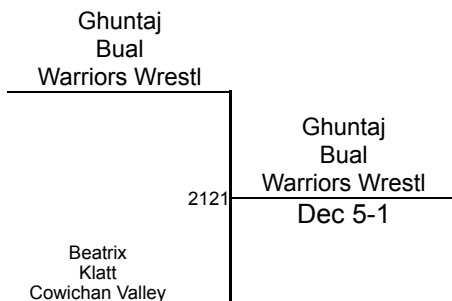 Ghuntaj
Bual
Warriors Wrestl
Ghuntaj
Bual
Warriors Wrestl
2121
Dec 5-1
Beatrix
Klatt
Cowichan Valley